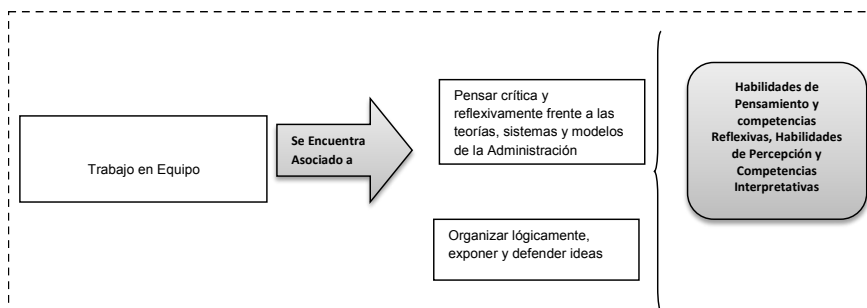 Trabajo en Equipo
Se Encuentra
Asociado a
Pensar crítica y
reflexivamente frente a las
teorías, sistemas y modelos
de la Administración
Organizar lógicamente,
exponer y defender ideas
Habilidades de
Pensamiento y
competencias
Reflexivas, Habilidades
de Percepción y
Competencias
Interpretativas